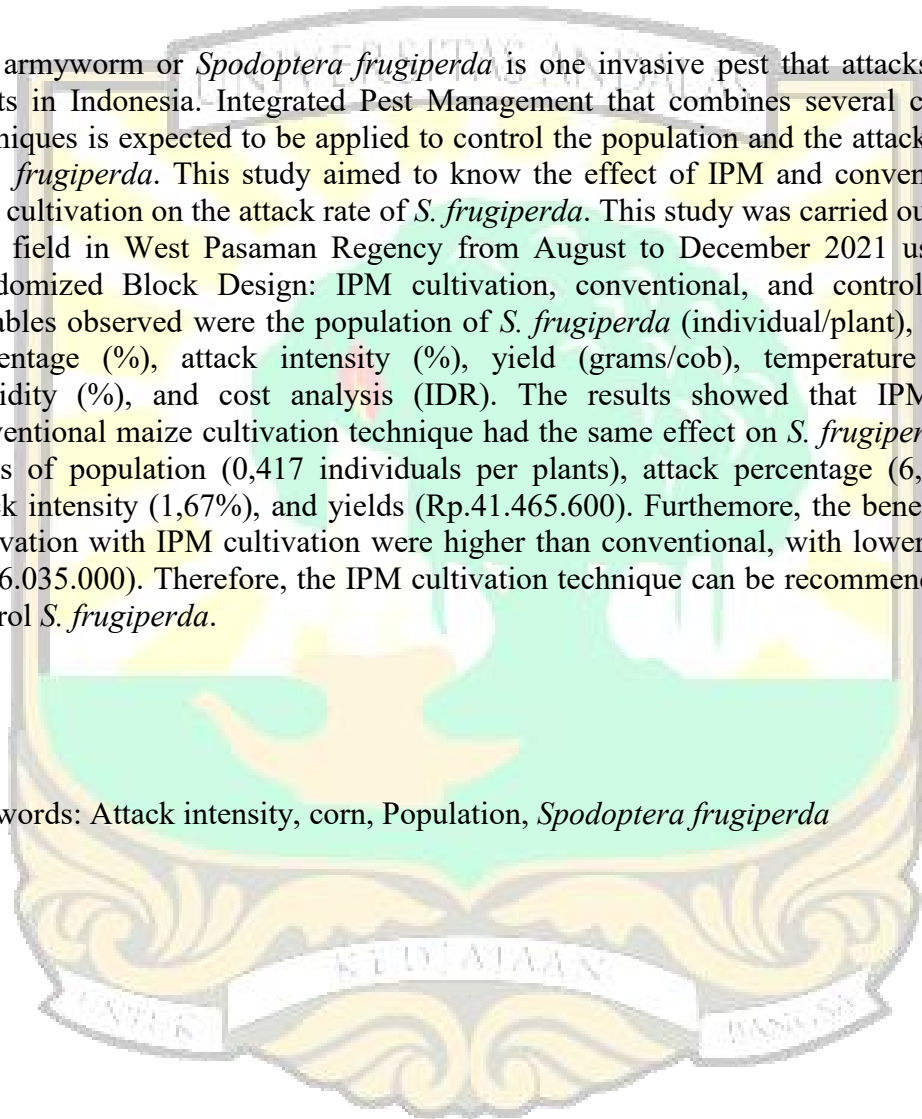 UNIVERSITAS ANDALAS
armyworm or Spodoptera frugiperda is one invasive pest that attacks
ts in Indonesia. Integrated Pest Management that combines several c
niques is expected to be applied to control the population and the attack
frugiperda. This study aimed to know the effect of IPM and conven
cultivation on the attack rate of S. frugiperda. This study was carried ou
field in West Pasaman Regency from August to December 2021 us
domized Block Design: IPM cultivation, conventional, and control
ables observed were the population of S. frugiperda (individual/plant),
entage (%), attack intensity (%), yield (grams/cob), temperature
idity (%), and cost analysis (IDR). The results showed that IPM
ventional maize cultivation technique had the same effect on S. frugiper
s of population (0,417 individuals per plants), attack percentage (6,
k intensity (1,67%), and yields (Rp.41.465.600). Furthemore, the bene
vation with IPM cultivation were higher than conventional, with lower
6.035.000). Therefore, the IPM cultivation technique can be recommenc
rol S. frugiperda.
words: Attack intensity, corn, Population, Spodoptera frugiperda
KEDJAJAAN
UNTUK BANGSA